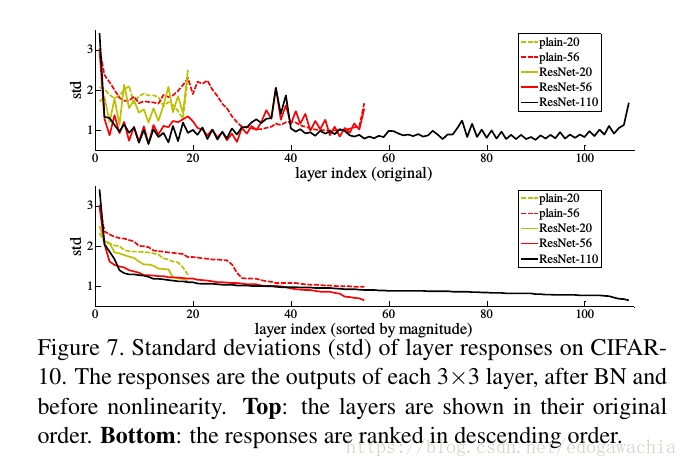 3
2
1
std
plain-20
plain-56
ResNet-20
ResNet-56
ResNet-110
0 20 40 60 80 100
layer index (original)
3
2
1
std
plain-20
plain-56
ResNet-20
ResNet-56
ResNet-110
0 20 40 60 80 100
layer index (sorted by magnitude)
Figure 7. Standard deviations (std) of layer responses on CIFAR-
10. The responses are the outputs of each 3×3 layer, after BN and
before nonlinearity. Top: the layers are shown in their original
order. Bottom: the responses are ranked in descending order.
https://blog.csdn.net/edogawachia